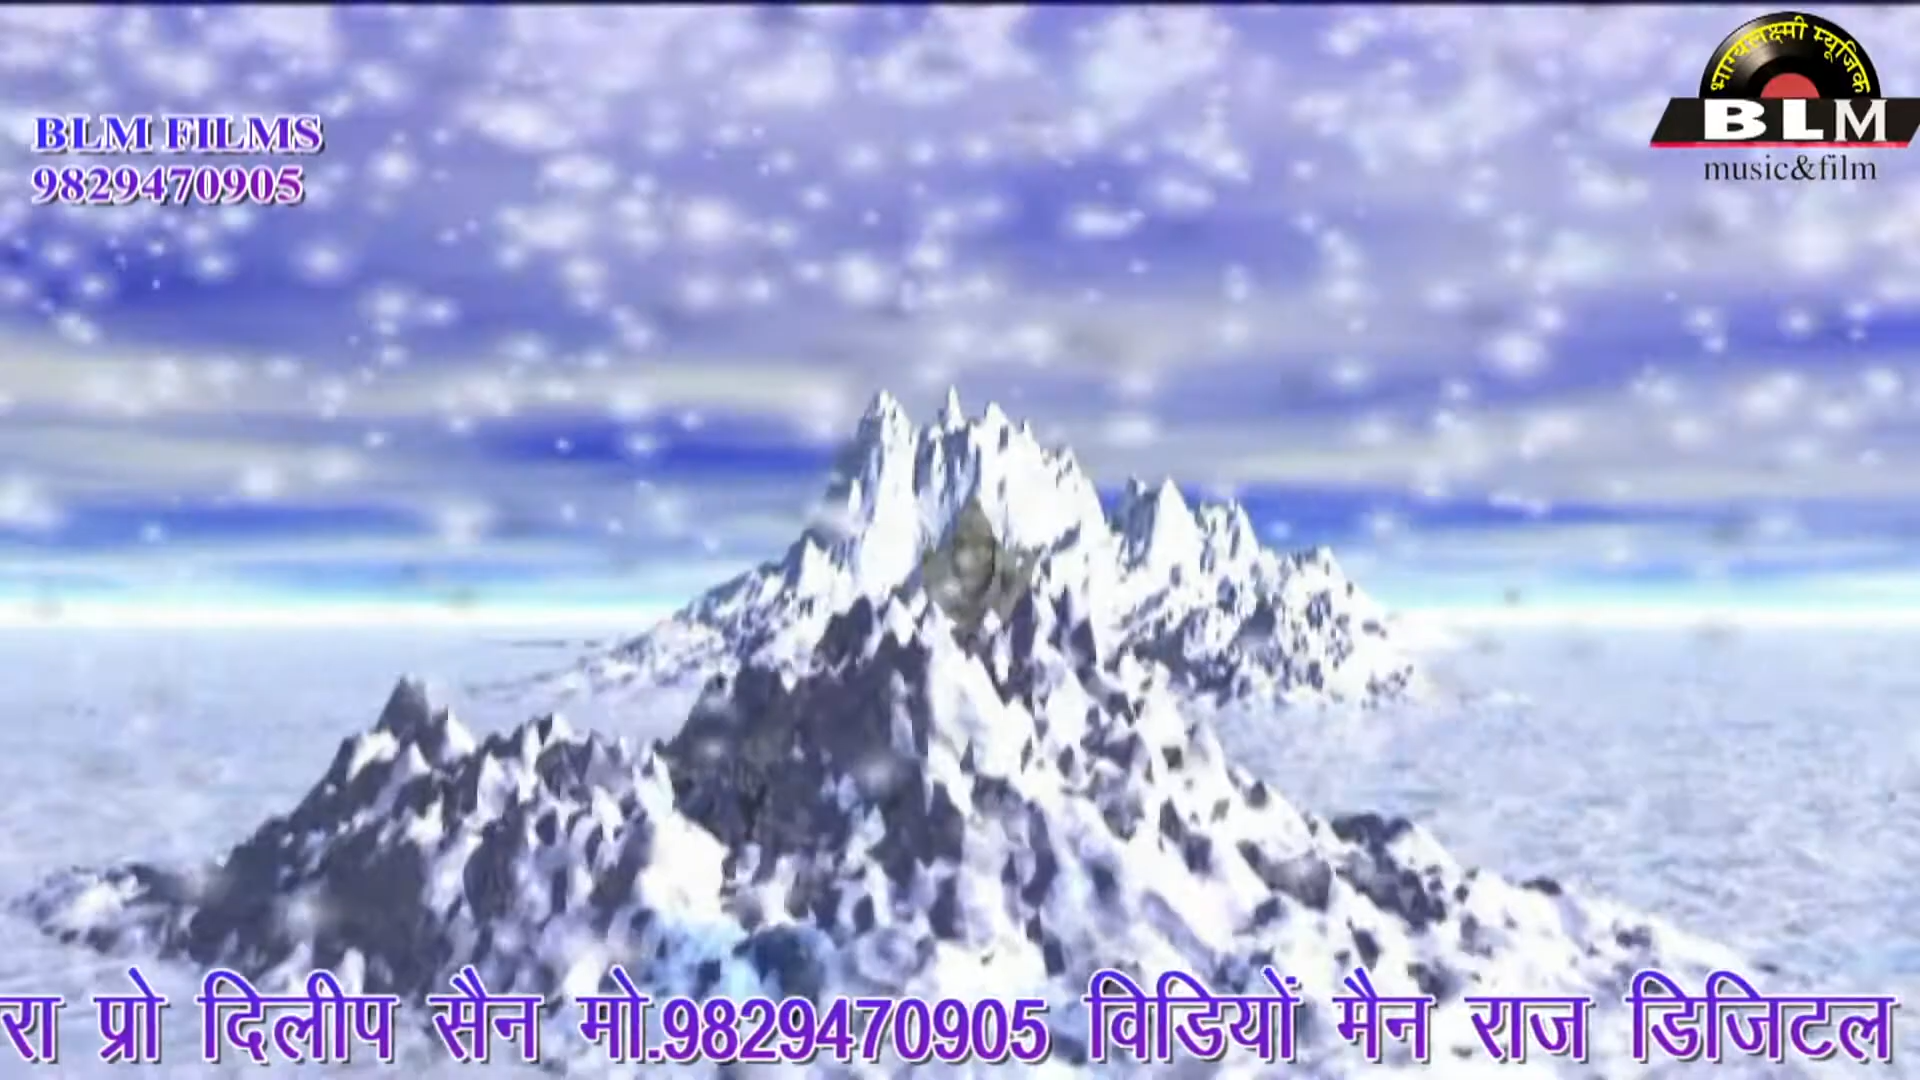 भाग्यलक्ष्मी म्यूजिक
BLM
music&film
BLM FILMS
9829470905
रा प्रो दिलीप सैन मो.9829470905 विडियों मैन राज डिजिटल